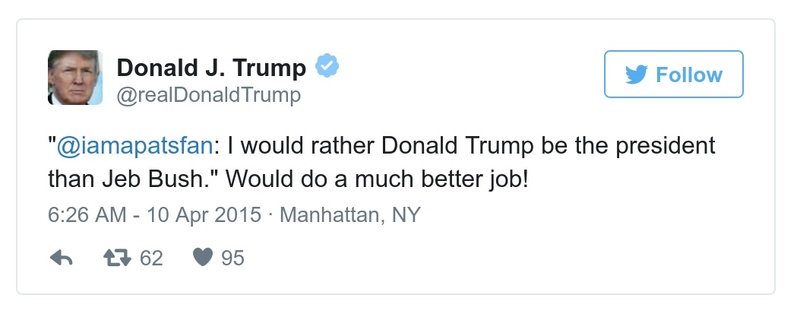 Donald J. Trump
@realDonaldTrump
Follow
"@iamapatsfan: I would rather Donald Trump be the president
than Jeb Bush." Would do a much better job!
6:26 AM - 10 Apr 2015 · Manhattan, NY
62 95